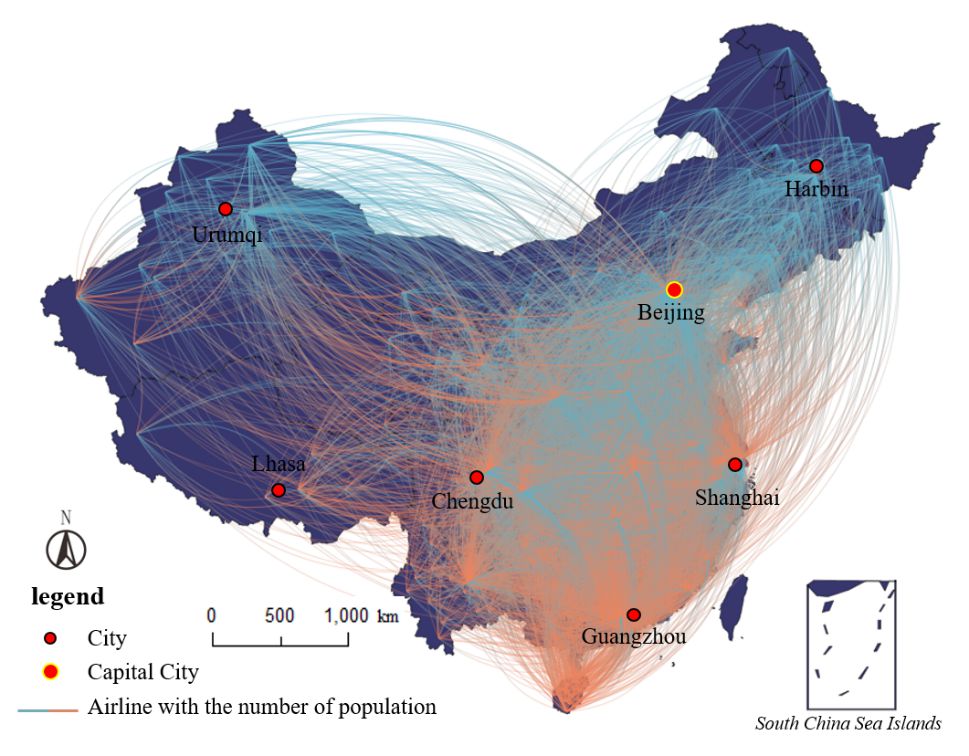 Harbin
Urumqi
Beijing
Lhasa
Chengdu
Shanghai
N
legend
0 500 1,000 km
Guangzhou
City
Capital City
Airline with the number of population
South China Sea Islands